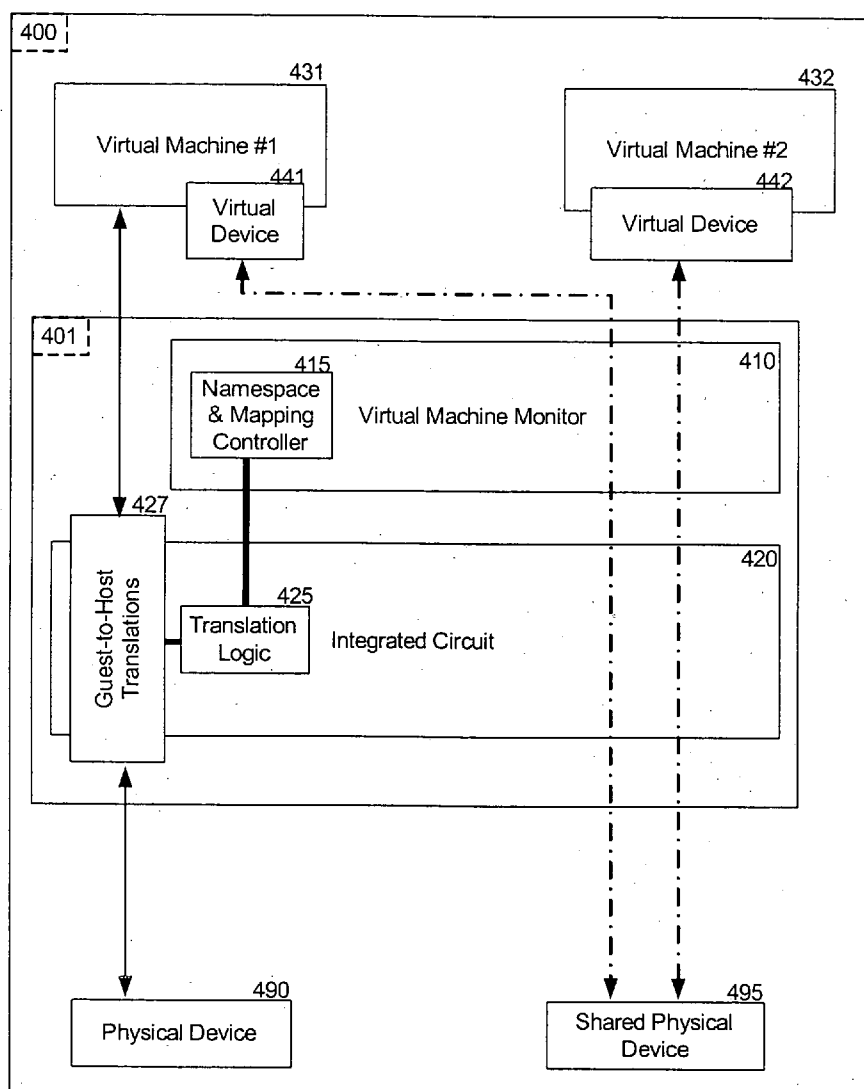 400
431
Virtual Machine #1
441
Virtual
Device
432
Virtual Machine #2
442
Virtual Device
401
415
Namespace
& Mapping
Controller
410
Virtual Machine Monitor
427
Guest-to-Host
Translations
425
Translation
Logic
420
Integrated Circuit
490
Physical Device
495
Shared Physical
Device